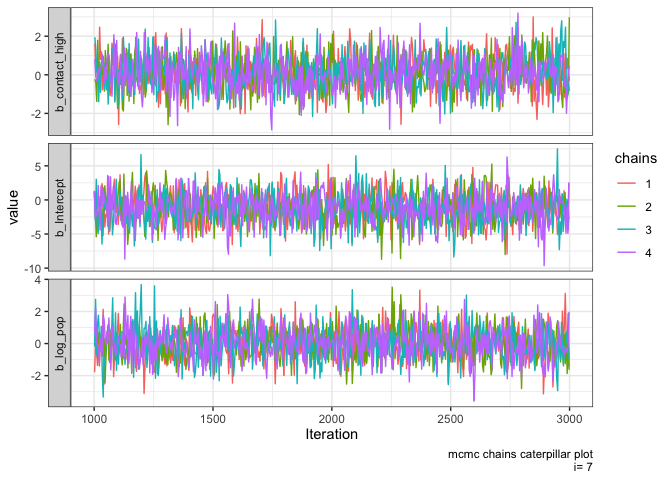 b_contact_high
2
0
-2
b_Intercept
5
0
-5
-10
b_log_pop
4
2
0
-2
value
1000
1500
2000
2500
3000
Iteration
chains
1
2
3
4
mcmc chains caterpillar plot
i= 7